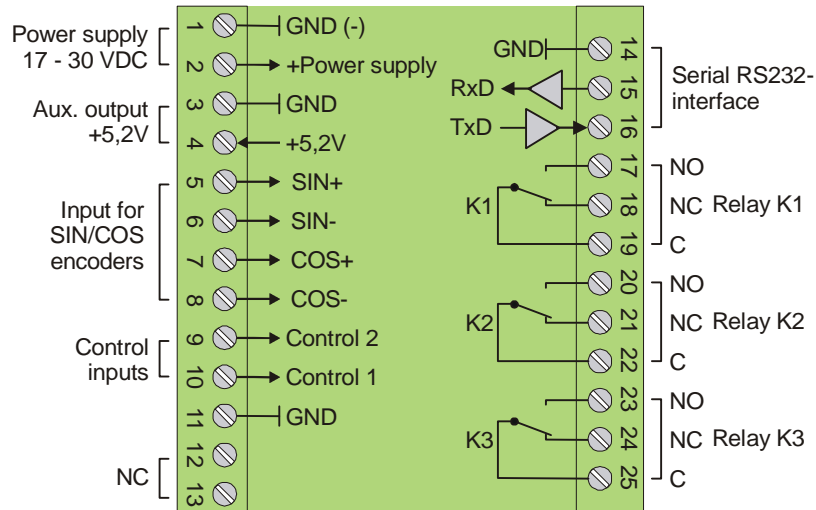 Power supply
17 - 30 VDC
Aux. output
+5,2V
Input for
SIN/COS
encoders
Control
inputs
NC
1 GND (-)
2 +Power supply
3 GND
4 +5,2V
5 SIN+
6 SIN-
7 COS+
8 COS-
9 Control 2
10 Control 1
11 GND
12
13
GND 14
RxD 15
TxD 16
Serial RS232-
interface
17 NO
K1 18 NC Relay K1
19 C
20 NO
K2 21 NC Relay K2
22 C
23 NO
K3 24 NC Relay K3
25 C